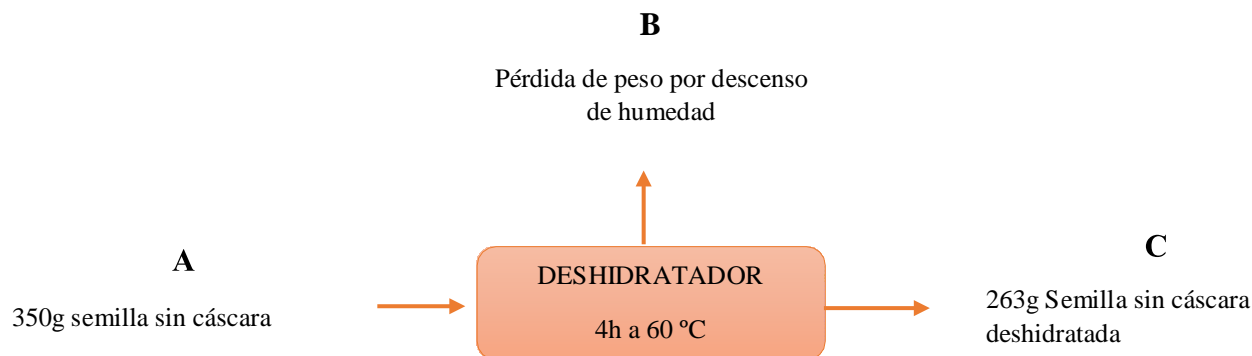 B
Pérdida de peso por descenso
de humedad
A
350g semilla sin cáscara
DESHIDRATADOR
4h a 60 ºC
C
263g Semilla sin cáscara
deshidratada